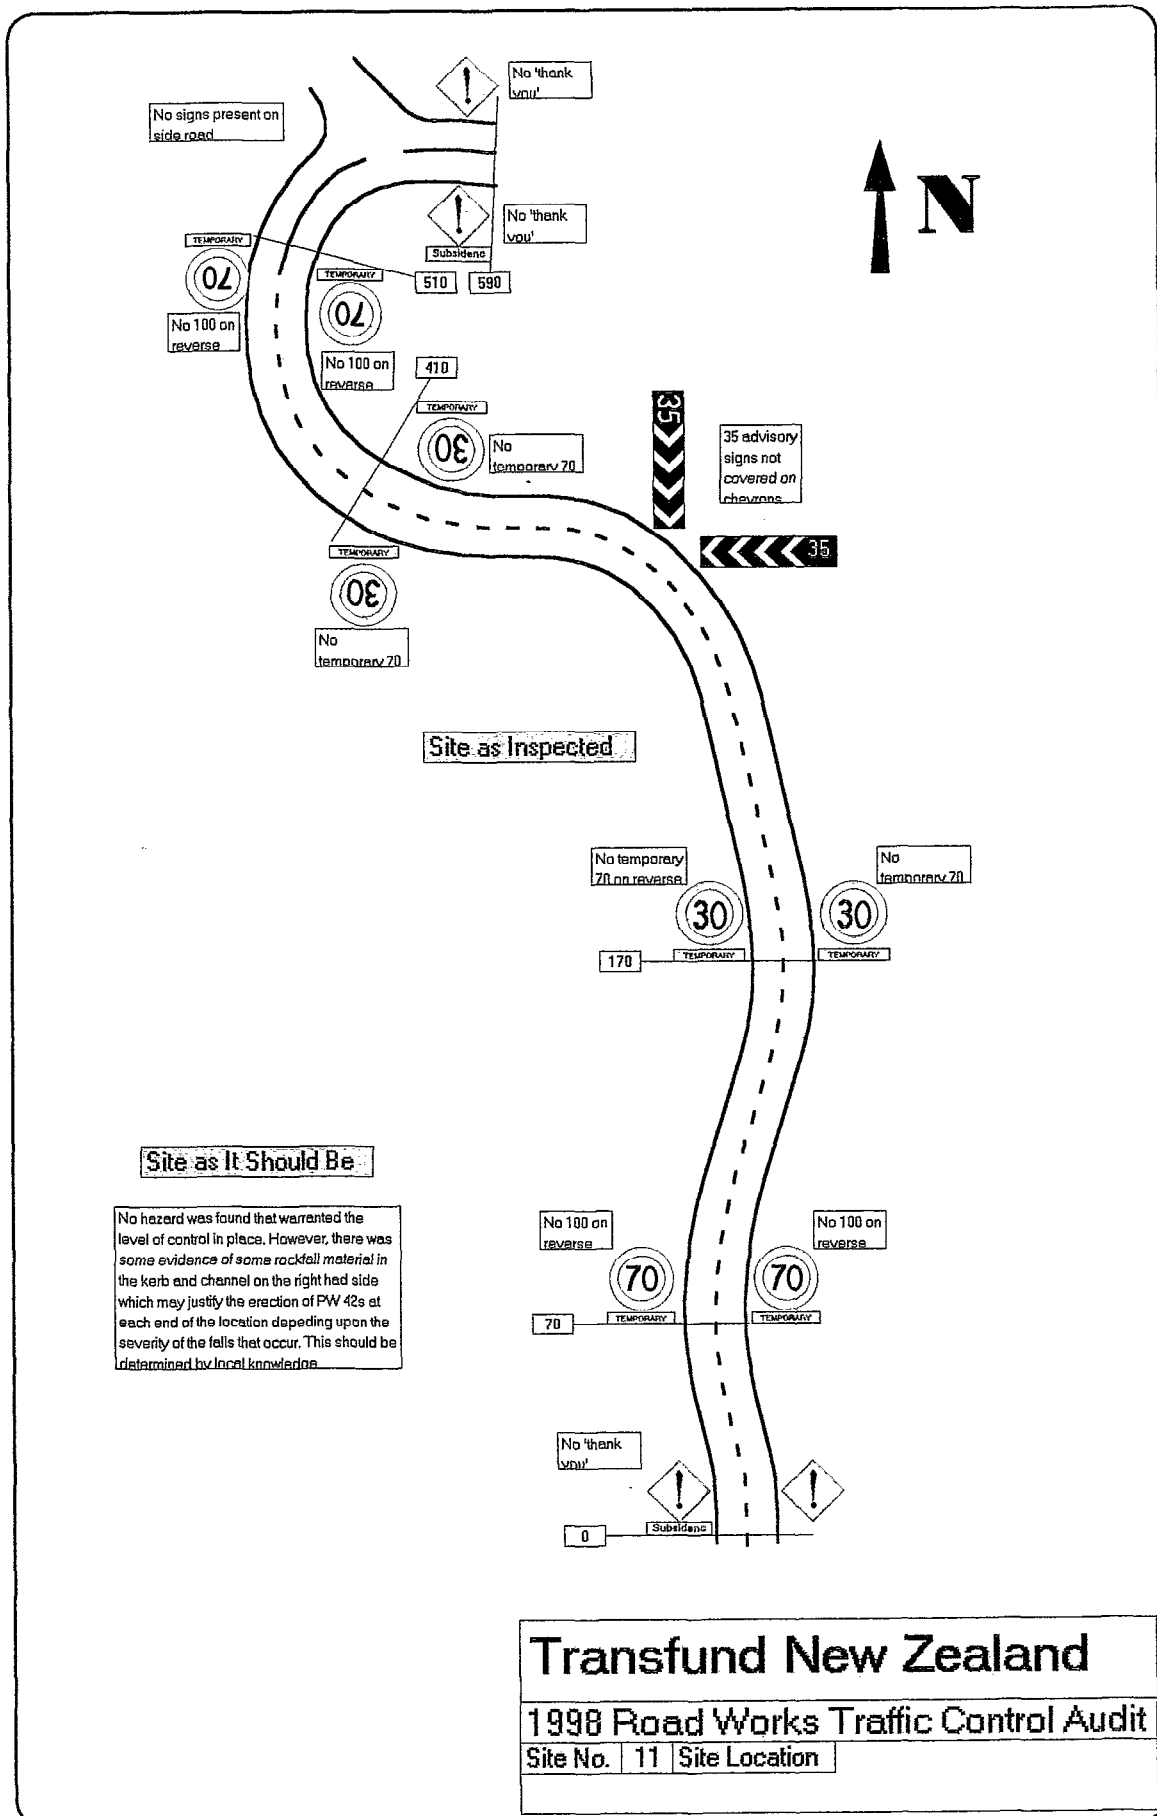 No 'thank
you'
No signs present on
side road
N
No 'thank
you'
Subsidenc
TEMPORARY
70
No 100 on
reverse
TEMPORARY
70
No 100 on
reverse
510
590
410
TEMPORARY
30
No
temporary 70
35
35 advisory
signs not
covered on
chevrons
35
TEMPORARY
30
No
temporary 70
Site as Inspected
No temporary
70 on reverse
30
TEMPORARY
No
temporary 70
30
TEMPORARY
170
Site as It Should Be
No hazard was found that warranted the
level of control in place. However, there was
some evidence of some rockfall material in
the kerb and channel on the right had side
which may justify the erection of PW 42s at
each end of the location depeding upon the
severity of the falls that occur. This should be
determined by local knowledge
No 100 on
reverse
70
TEMPORARY
No 100 on
reverse
70
TEMPORARY
70
No 'thank
you'
Subsidenc
0
Transfund New Zealand
1998 Road Works Traffic Control Audit
Site No. 11 Site Location